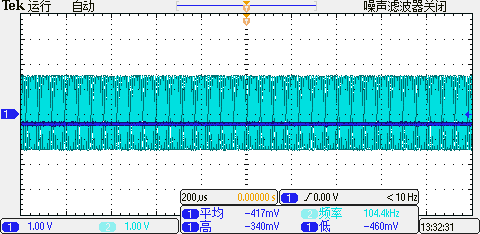 Tek 运行 自动 噪声滤波器关闭
T
T
1
200µs 0.00000 s 1 0.00 V < 10 Hz
1 平均 -417mV 2 频率 104.4kHz
1 1.00 V 2 1.00 V 1 高 -340mV 1 低 -460mV 13:32:31